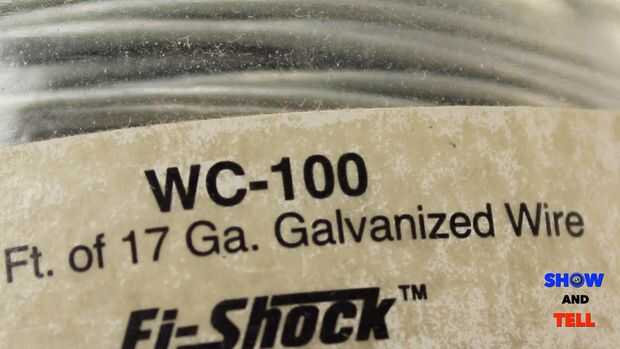 WC-100
Ft. of 17 Ga. Galvanized Wire
Fi-Shock™
SHOW
AND
TELL